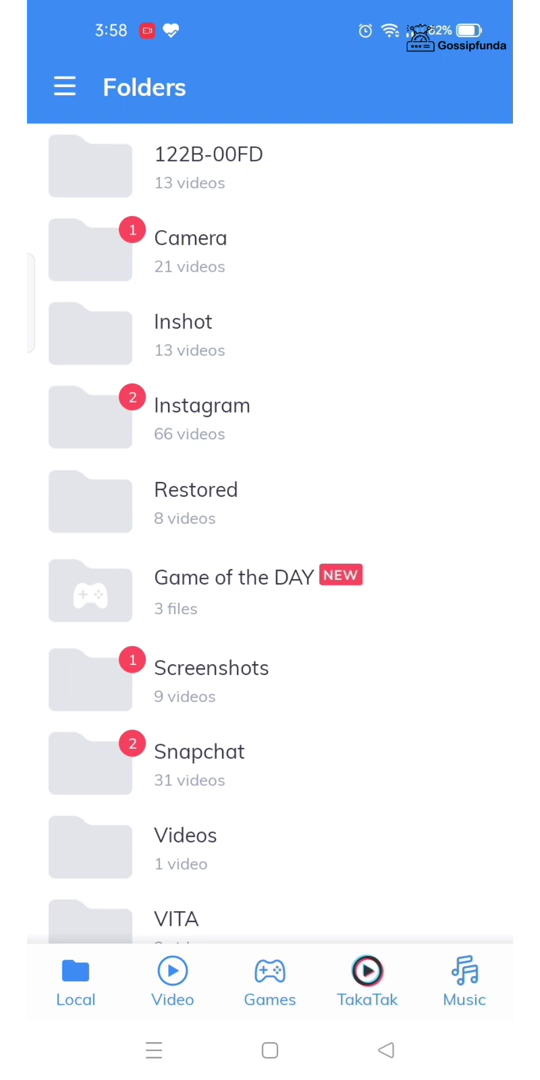 3:58
62%
Gossipfunda
Folders
122B-00FD
13 videos
1
Camera
21 videos
Inshot
13 videos
2
Instagram
66 videos
Restored
8 videos
Game of the DAY NEW
3 files
1
Screenshots
9 videos
2
Snapchat
31 videos
Videos
1 video
VITA
Local Video Games TakaTak Music